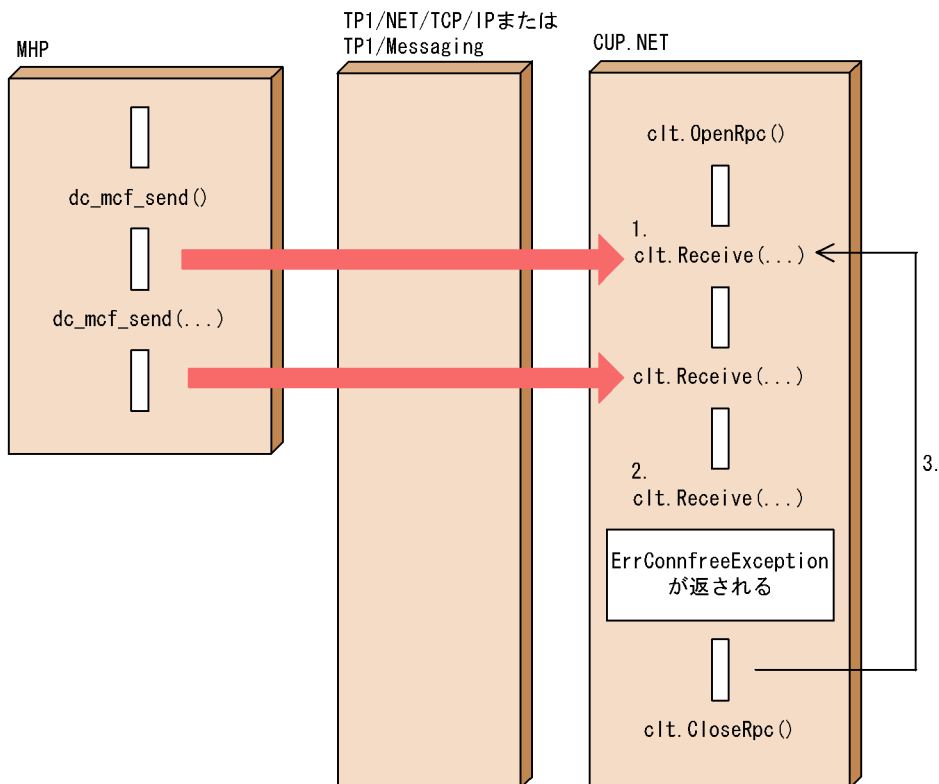 MHP
TP1/NET/TCP/IPまたは
TP1/Messaging
CUP.NET
dc_mcf_send()
dc_mcf_send(...)
clt.OpenRpc()
1.
clt.Receive(...)
clt.Receive(...)
2.
clt.Receive(...)
ErrConnfreeException
が返される
clt.CloseRpc()
3.